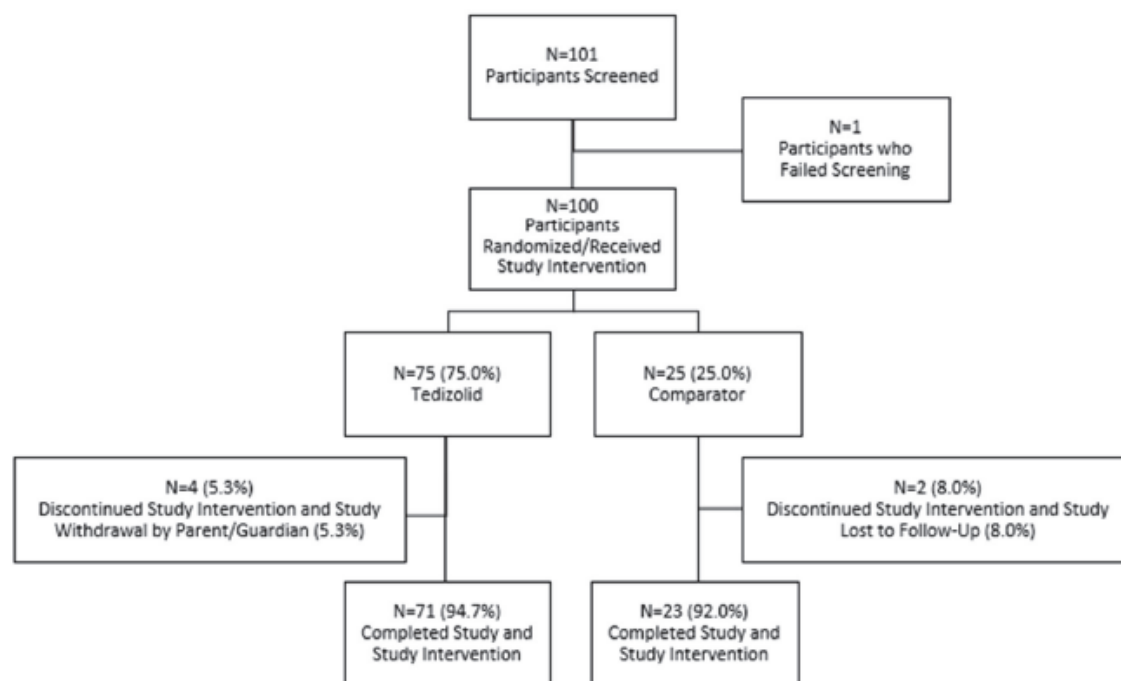 N=101
Participants Screened
N=1
Participants who
Failed Screening
N=100
Participants
Randomized/Received
Study Intervention
N=75 (75.0%)
Tedizolid
N=25 (25.0%)
Comparator
N=4 (5.3%)
Discontinued Study Intervention and Study
Withdrawal by Parent/Guardian (5.3%)
N=2 (8.0%)
Discontinued Study Intervention and Study
Lost to Follow-Up (8.0%)
N=71 (94.7%)
Completed Study and
Study Intervention
N=23 (92.0%)
Completed Study and
Study Intervention